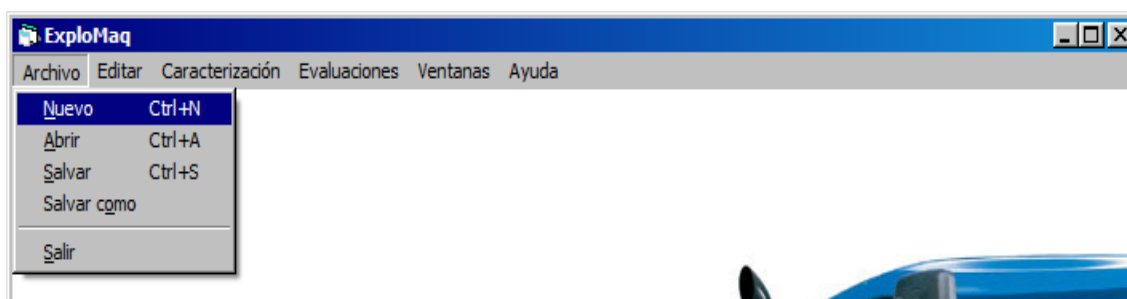 ExploMaq
Archivo Editar Caracterización Evaluaciones Ventanas Ayuda
Nuevo Ctrl+N
Abrir Ctrl+A
Salvar Ctrl+S
Salvar como
Salir